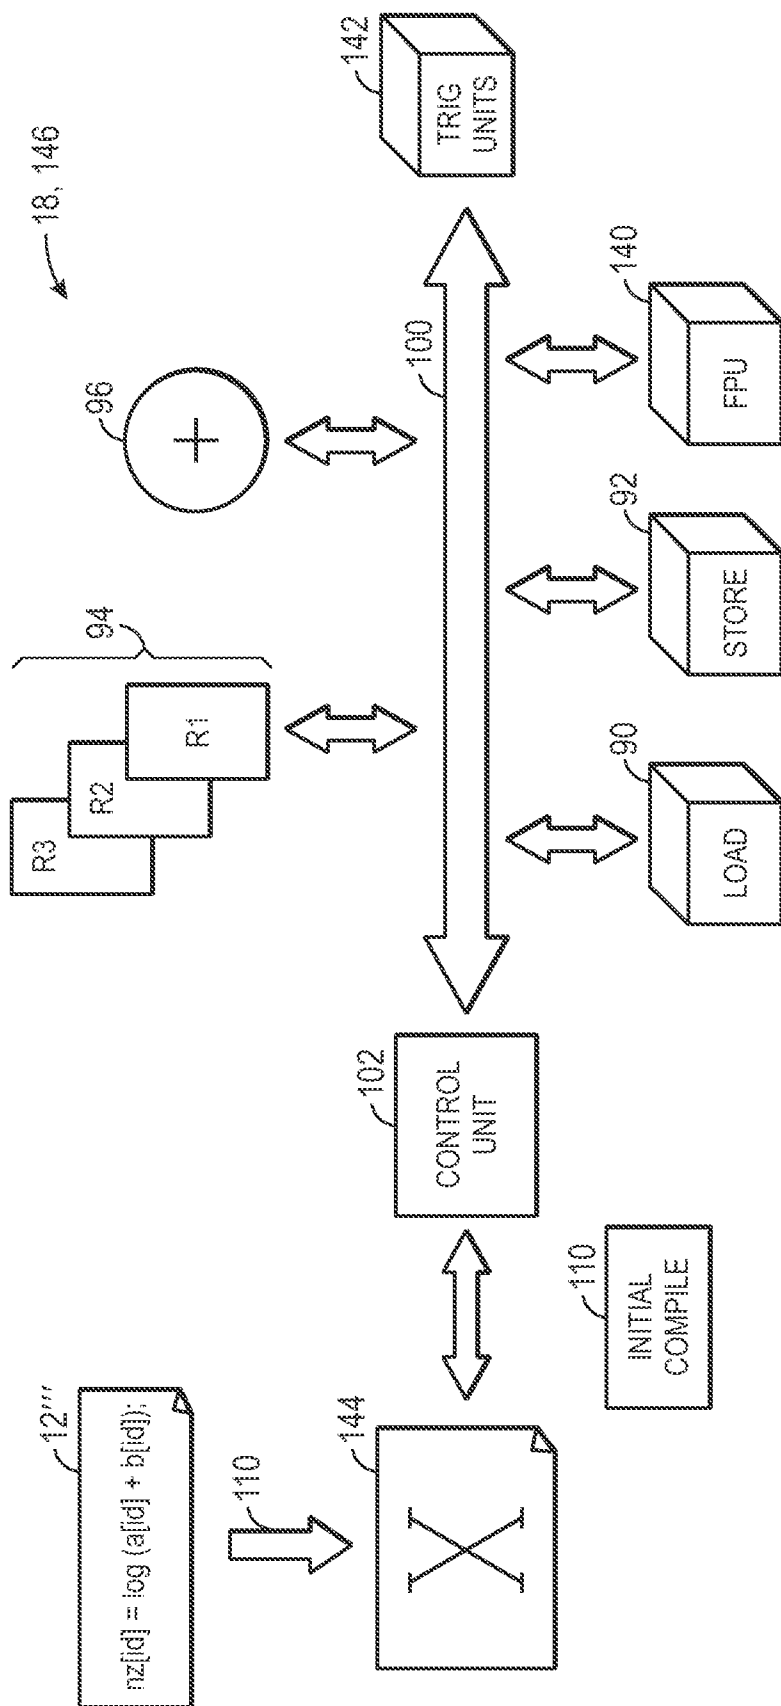 12'''
nz[id] = log (a[id] + b[id]);
110
144
X
102
CONTROL
UNIT
110
INITIAL
COMPILE
94
R3
R2
R1
96
+
18, 146
100
142
TRIG
UNITS
90
LOAD
92
STORE
140
FPU